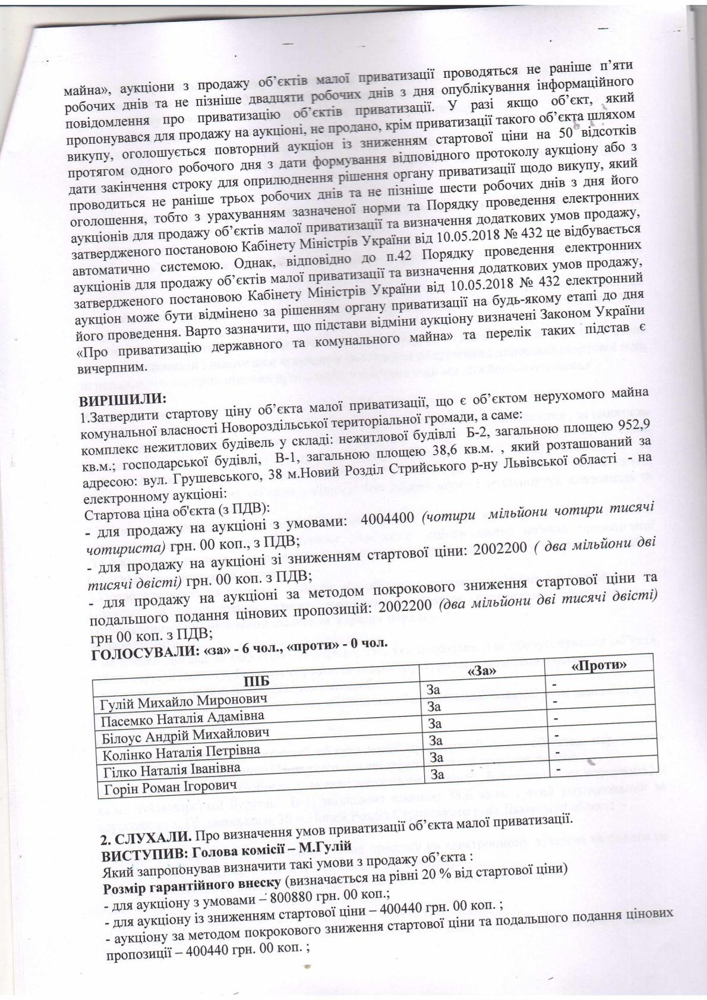 майна», аукціони з продажу об’єктів малої приватизації проводяться не раніше п’яти
робочих днів та не пізніше двадцяти робочих днів з дня опублікування інформаційного
повідомлення про приватизацію об’єктів приватизації. У разі якщо об’єкт, який
пропонувався для продажу на аукціоні, не продано, крім приватизації такого об’єкта шляхом
викупу, оголошується повторний аукціон із зниженням стартової ціни на 50 відсотків
протягом одного робочого дня з дати формування відповідного протоколу аукціону або з
дати закінчення строку для оприлюднення рішення органу приватизації щодо викупу, який
проводиться не раніше трьох робочих днів та не пізніше шести робочих днів з дня його
оголошення, тобто з урахуванням зазначеної норми та Порядку проведення електронних
аукціонів для продажу об’єктів малої приватизації та визначення додаткових умов продажу,
затвердженого постановою Кабінету Міністрів України від 10.05.2018 № 432 це відбувається
автоматично системою. Однак, відповідно до п.42 Порядку проведення електронних
аукціонів для продажу об’єктів малої приватизації та визначення додаткових умов продажу,
затвердженого постановою Кабінету Міністрів України від 10.05.2018 № 432 електронний
аукціон може бути відмінено за рішенням органу приватизації на будь-якому етапі до дня
його проведення. Варто зазначити, що підстави відміни аукціону визначені Законом України
«Про приватизацію державного та комунального майна» та перелік таких підстав є
вичерпним.
ВИРІШИЛИ:
1.Затвердити стартову ціну об’єкта малої приватизації, що є об’єктом нерухомого майна
комунальної власності Новороздільської територіальної громади, а саме:
комплекс нежитлових будівель у складі: нежитлової будівлі Б-2, загальною площею 952,9
кв.м.; господарської будівлі, В-1, загальною площею 38,6 кв.м. , який розташований за
адресою: вул. Грушевського, 38 м.Новий Розділ Стрийського р-ну Львівської області - на
електронному аукціоні:
Стартова ціна об'єкта (з ПДВ):
- для продажу на аукціоні з умовами: 4004400 (чотири мільйони чотири тисячі
чотириста) грн. 00 коп., з ПДВ;
- для продажу на аукціоні зі зниженням стартової ціни: 2002200 ( два мільйони дві
тисячі двісті) грн. 00 коп. з ПДВ;
- для продажу на аукціоні за методом покрокового зниження стартової ціни та
подальшого подання цінових пропозицій: 2002200 (два мільйони дві тисячі двісті)
грн 00 коп. з ПДВ;
ГОЛОСУВАЛИ: «за» - 6 чол., «проти» - 0 чол.
ПІБ «За» «Проти»
Гулій Михайло Миронович За -
Пасемко Наталія Адамівна За -
Білоус Андрій Михайлович За -
Колінко Наталія Петрівна За -
Гілко Наталія Іванівна За -
Горін Роман Ігорович За -
2. СЛУХАЛИ. Про визначення умов приватизації об’єкта малої приватизації.
ВИСТУПИВ: Голова комісії – М.Гулій
Який запропонував визначити такі умови з продажу об’єкта :
Розмір гарантійного внеску (визначається на рівні 20 % від стартової ціни)
- для аукціону з умовами – 800880 грн. 00 коп.;
- для аукціону із зниженням стартової ціни – 400440 грн. 00 коп. ;
- аукціону за методом покрокового зниження стартової ціни та подальшого подання цінових
пропозиції – 400440 грн. 00 коп. ;